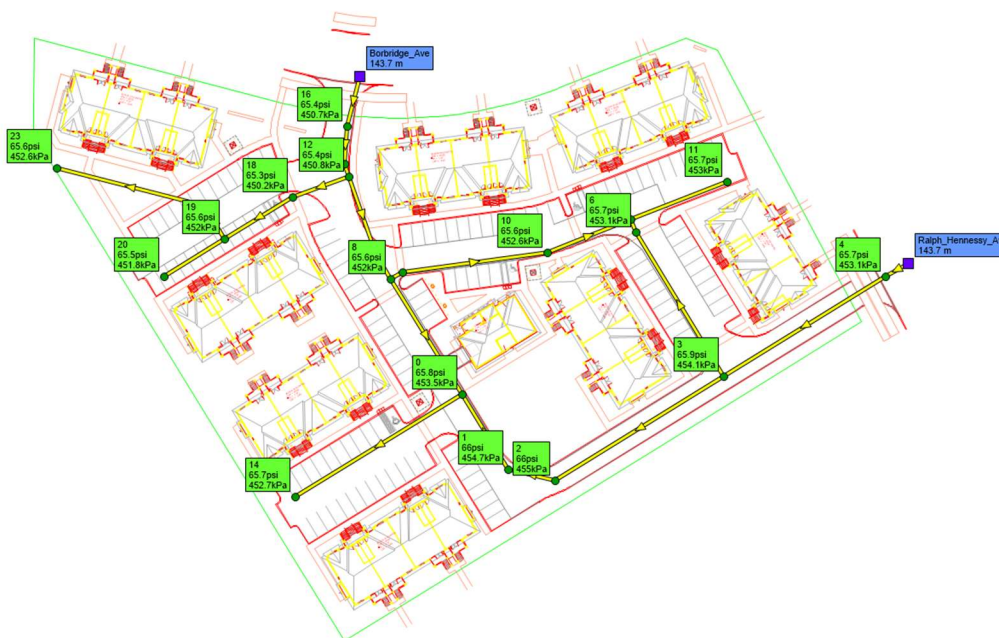 Borbridge_Ave
143.7 m
16
65.4psi
450.7kPa
12
65.4psi
450.8kPa
23
65.6psi
452.6kPa
18
65.3psi
450.2kPa
11
65.7psi
453kPa
6
65.7psi
453.1kPa
19
65.6psi
452kPa
10
65.6psi
452.6kPa
20
65.5psi
451.8kPa
8
65.6psi
452kPa
4
65.7psi
453.1kPa
Ralph_Hennessy_A
143.7 m
3
65.9psi
454.1kPa
0
65.8psi
453.5kPa
1
66psi
454.7kPa
2
66psi
455kPa
14
65.7psi
452.7kPa